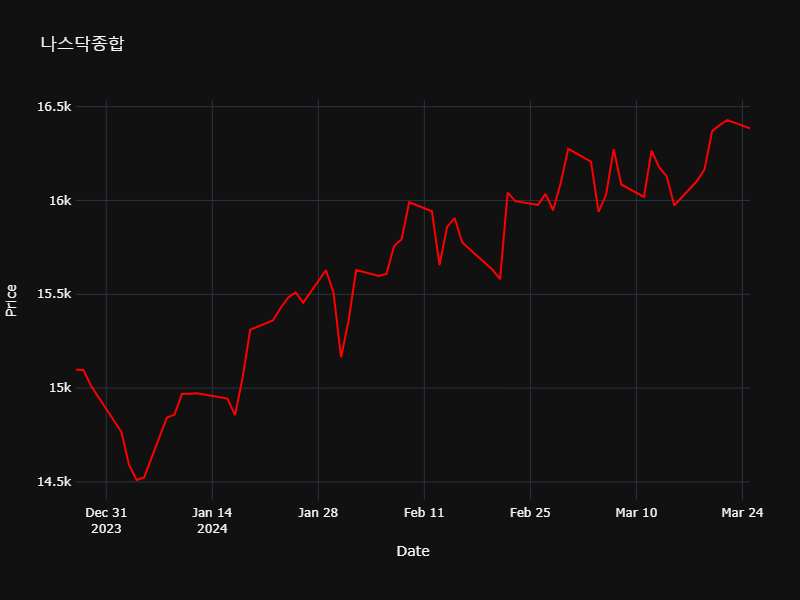 나스닥종합
Price
16.5k
16k
15.5k
15k
14.5k
Dec 31
2023
Jan 14
2024
Jan 28
Feb 11
Feb 25
Mar 10
Mar 24
Date